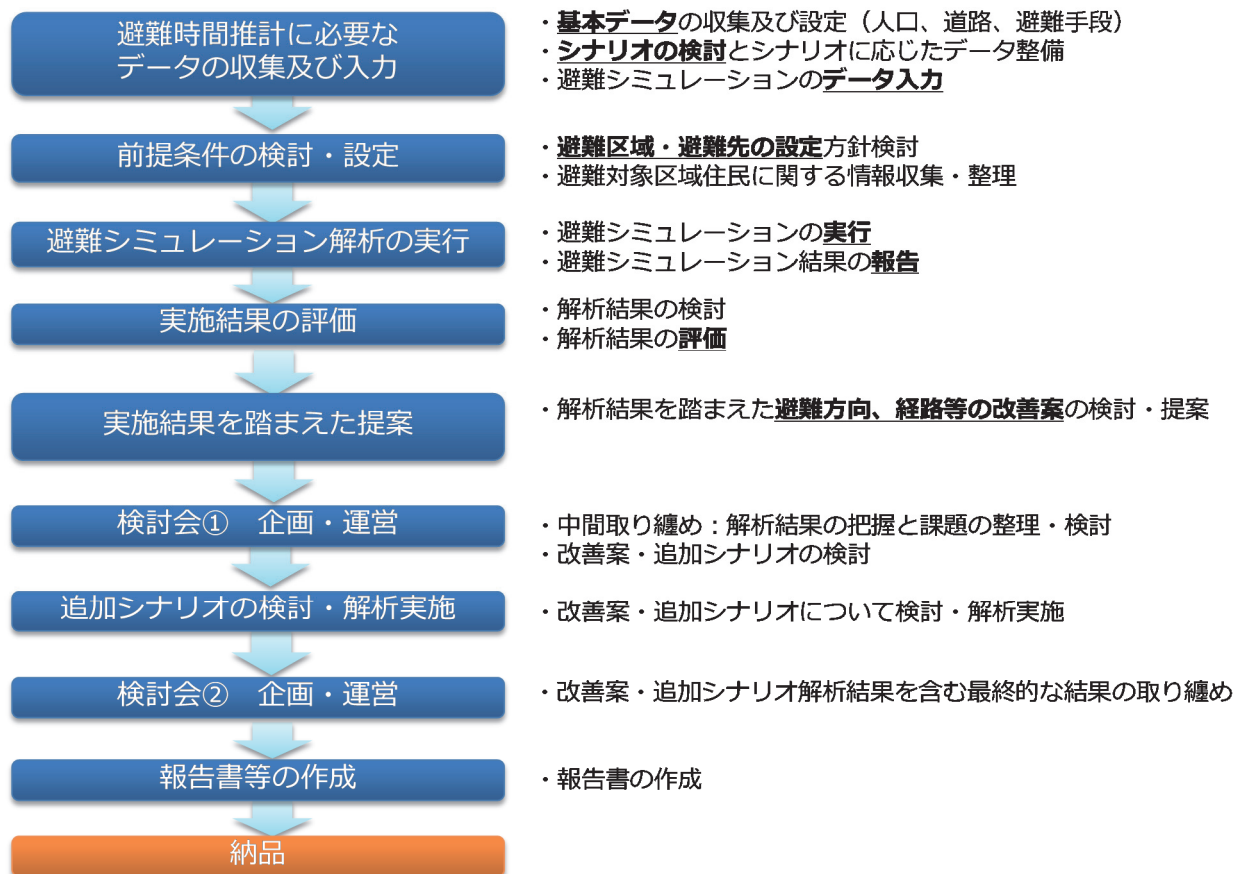 避難時間推計に必要な
データの収集及び入力
・基本データの収集及び設定（人口、道路、避難手段）
・シナリオの検討とシナリオに応じたデータ整備
・避難シミュレーションのデータ入力
前提条件の検討・設定
・避難区域・避難先の設定方針検討
・避難対象区域住民に関する情報収集・整理
避難シミュレーション解析の実行
・避難シミュレーションの実行
・避難シミュレーション結果の報告
実施結果の評価
・解析結果の検討
・解析結果の評価
実施結果を踏まえた提案
・解析結果を踏まえた避難方向、経路等の改善案の検討・提案
検討会①　企画・運営
・中間取り纏め：解析結果の把握と課題の整理・検討
・改善案・追加シナリオの検討
追加シナリオの検討・解析実施
・改善案・追加シナリオについて検討・解析実施
検討会②　企画・運営
・改善案・追加シナリオ解析結果を含む最終的な結果の取り纏め
報告書等の作成
・報告書の作成
納品